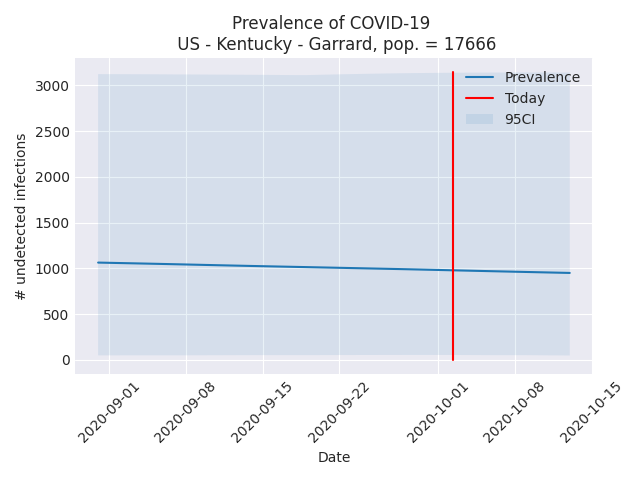 Prevalence of COVID-19
US - Kentucky - Garrard, pop. = 17666
Prevalence
Today
95CI
# undetected infections
3000
2500
2000
1500
1000
500
0
2020-09-01
2020-09-08
2020-09-15
2020-09-22
2020-10-01
2020-10-08
2020-10-15
Date